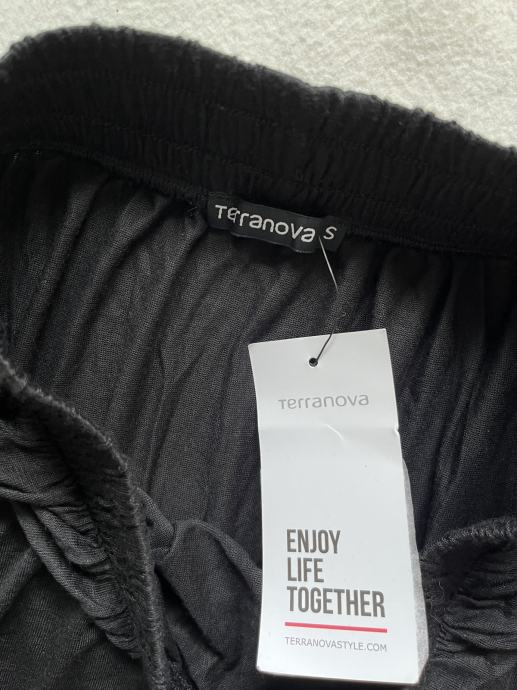 Terranova S
Terranova
ENJOY
LIFE
TOGETHER
TERRANOVASTYLE.COM